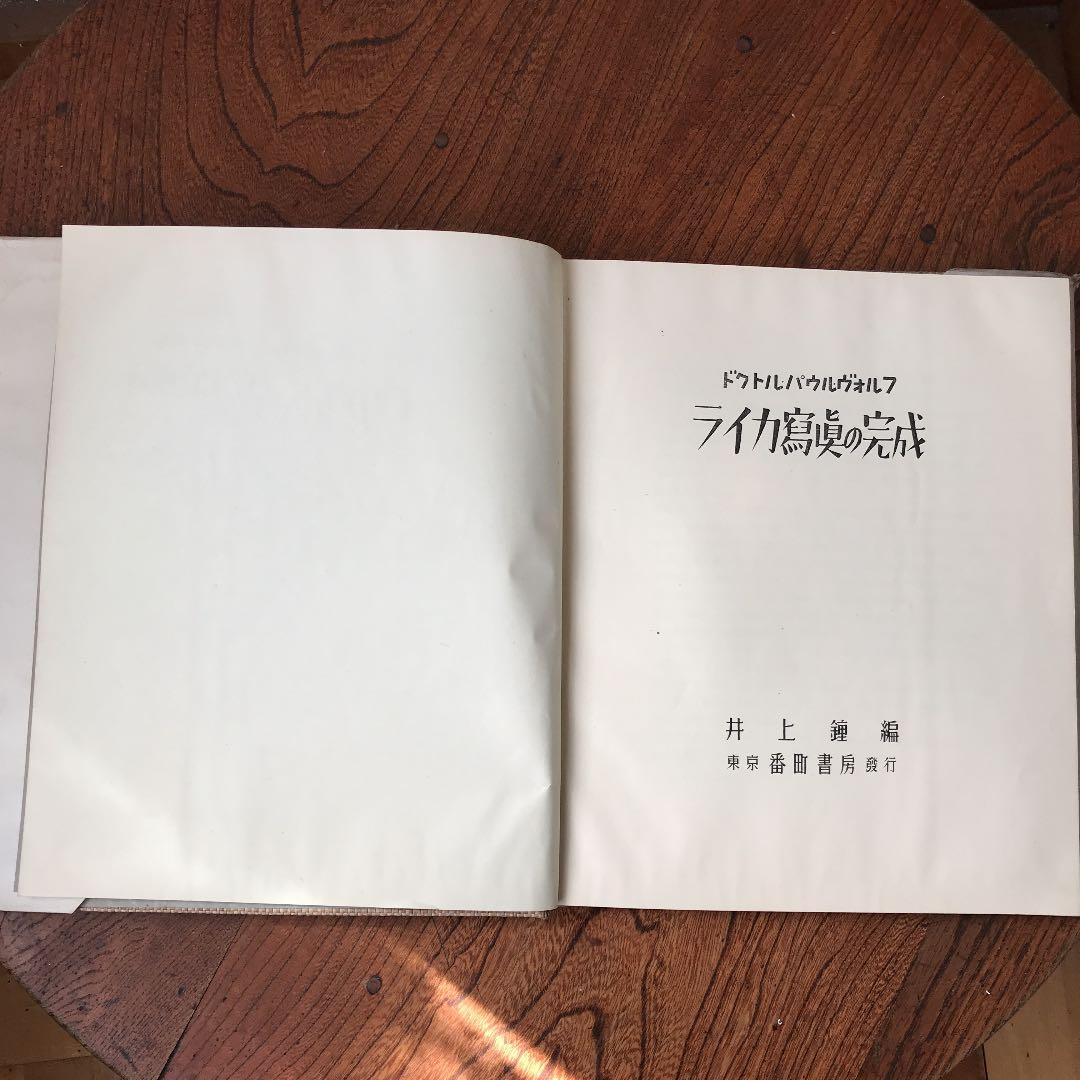 ドクトルパウルヴォルフ
ライカ寫眞の完成
井上鐘編
東京 番町書房 發行